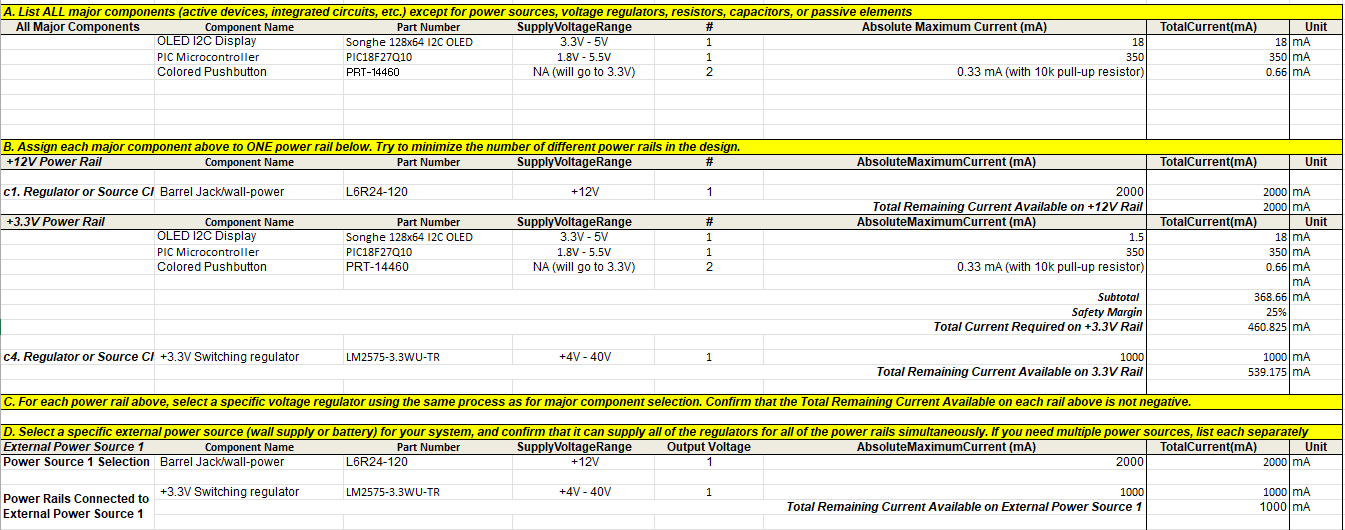 A. List ALL major components (active devices, integrated circuits, etc.) except for power sources, voltage regulators, resistors, capacitors, or passive elements
All Major Components Component Name Part Number SupplyVoltageRange # Absolute Maximum Current (mA) TotalCurrent(mA) Unit
OLED I2C Display Songhe 128x64 I2C OLED 3.3V - 5V 1 18 18 mA
PIC Microcontroller PIC18F27Q10 1.8V - 5.5V 1 350 350 mA
Colored Pushbutton PRT-14460 NA (will go to 3.3V) 2 0.33 mA (with 10k pull-up resistor) 0.66 mA
B. Assign each major component above to ONE power rail below. Try to minimize the number of different power rails in the design.
+12V Power Rail Component Name Part Number SupplyVoltageRange # AbsoluteMaximumCurrent (mA) TotalCurrent(mA) Unit
c1. Regulator or Source Cl Barrel Jack/wall-power L6R24-120 +12V 1 2000 2000 mA
Total Remaining Current Available on +12V Rail 2000 mA
+3.3V Power Rail Component Name Part Number SupplyVoltageRange # AbsoluteMaximumCurrent (mA) TotalCurrent(mA) Unit
OLED I2C Display Songhe 128x64 I2C OLED 3.3V - 5V 1 1.5 18 mA
PIC Microcontroller PIC18F27Q10 1.8V - 5.5V 1 350 350 mA
Colored Pushbutton PRT-14460 NA (will go to 3.3V) 2 0.33 mA (with 10k pull-up resistor) 0.66 mA
mA
Subtotal 368.66 mA
Safety Margin 25%
Total Current Required on +3.3V Rail 460.825 mA
c4. Regulator or Source Cl +3.3V Switching regulator LM2575-3.3WU-TR +4V - 40V 1 1000 1000 mA
Total Remaining Current Available on 3.3V Rail 539.175 mA
C. For each power rail above, select a specific voltage regulator using the same process as for major component selection. Confirm that the Total Remaining Current Available on each rail above is not negative.
D. Select a specific external power source (wall supply or battery) for your system, and confirm that it can supply all of the regulators for all of the power rails simultaneously. If you need multiple power sources, list each separately
External Power Source 1 Component Name Part Number SupplyVoltageRange Output Voltage AbsoluteMaximumCurrent (mA) TotalCurrent(mA) Unit
Power Source 1 Selection Barrel Jack/wall-power L6R24-120 +12V 1 2000 2000 mA
Power Rails Connected to External Power Source 1 +3.3V Switching regulator LM2575-3.3WU-TR +4V - 40V 1 1000 1000 mA
Total Remaining Current Available on External Power Source 1 1000 mA